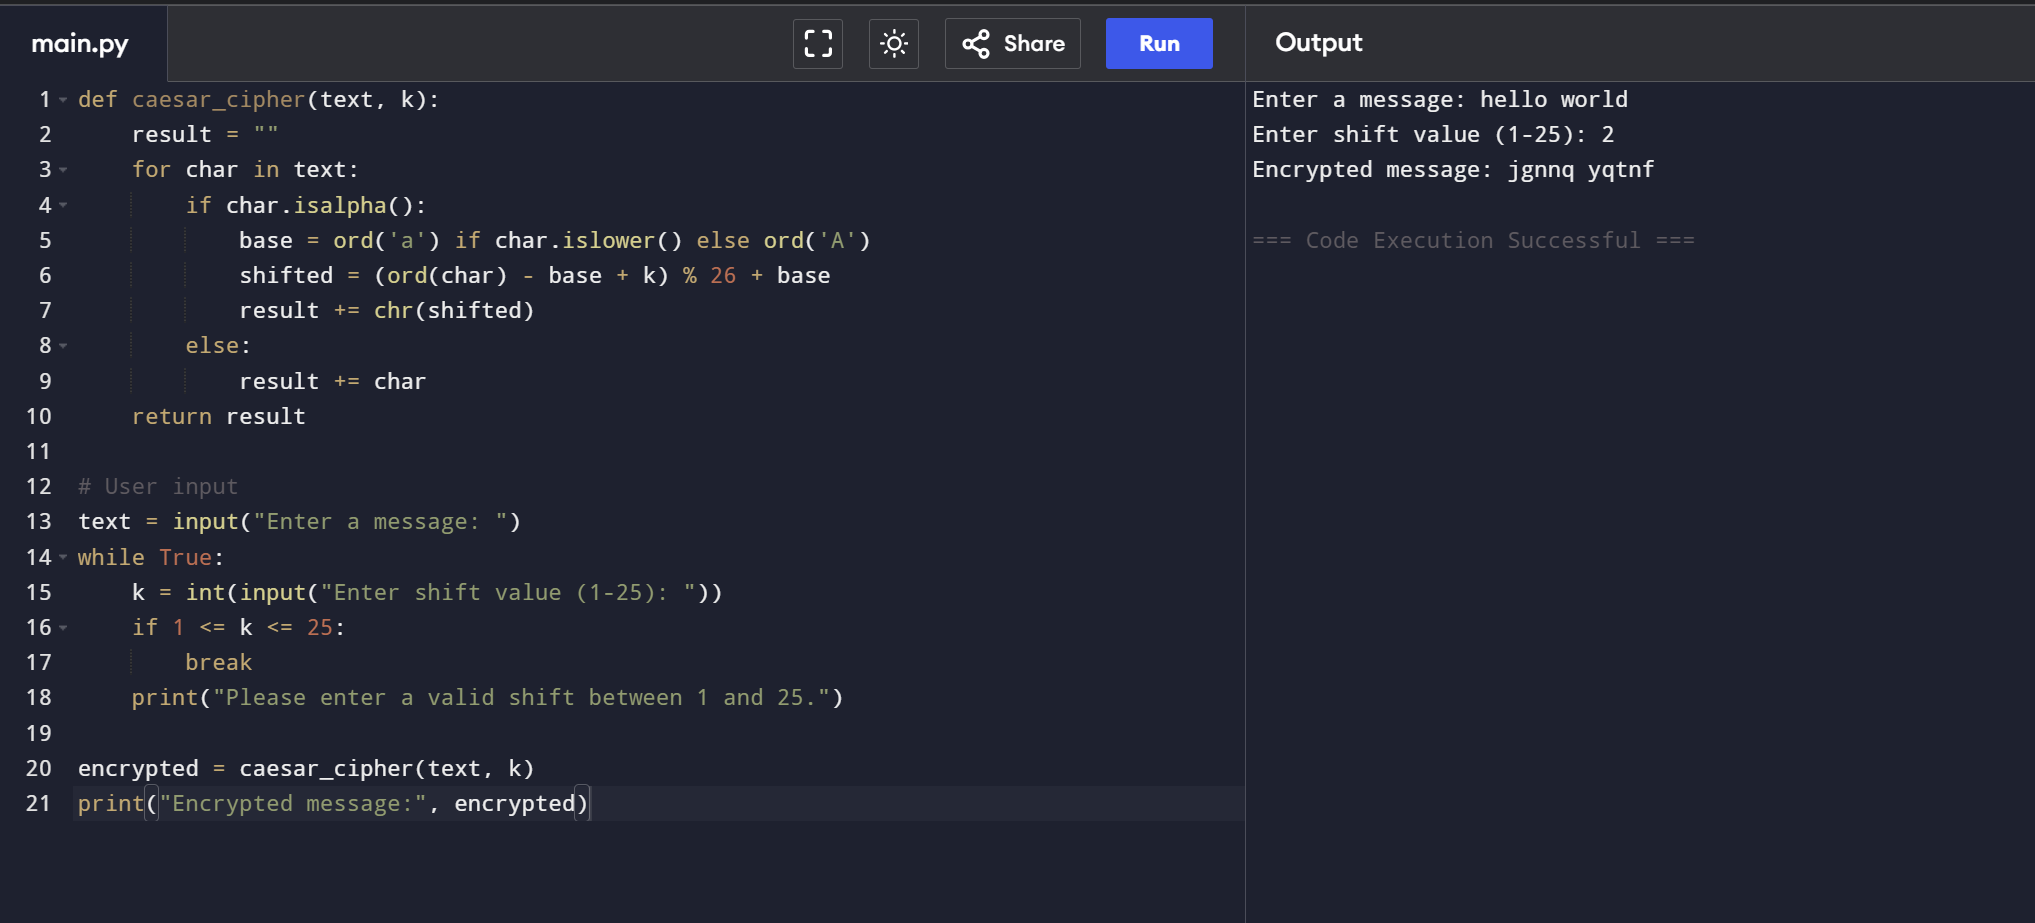 main.py
Share
Run
Output
1 def caesar_cipher(text, k):
2     result = ""
3     for char in text:
4         if char.isalpha():
5             base = ord('a') if char.islower() else ord('A')
6             shifted = (ord(char) - base + k) % 26 + base
7             result += chr(shifted)
8         else:
9             result += char
10     return result
11
12 # User input
13 text = input("Enter a message: ")
14 while True:
15     k = int(input("Enter shift value (1-25): "))
16     if 1 <= k <= 25:
17         break
18     print("Please enter a valid shift between 1 and 25.")
19
20 encrypted = caesar_cipher(text, k)
21 print("Encrypted message:", encrypted)
Enter a message: hello world
Enter shift value (1-25): 2
Encrypted message: jgnnq yqtnf
=== Code Execution Successful ===